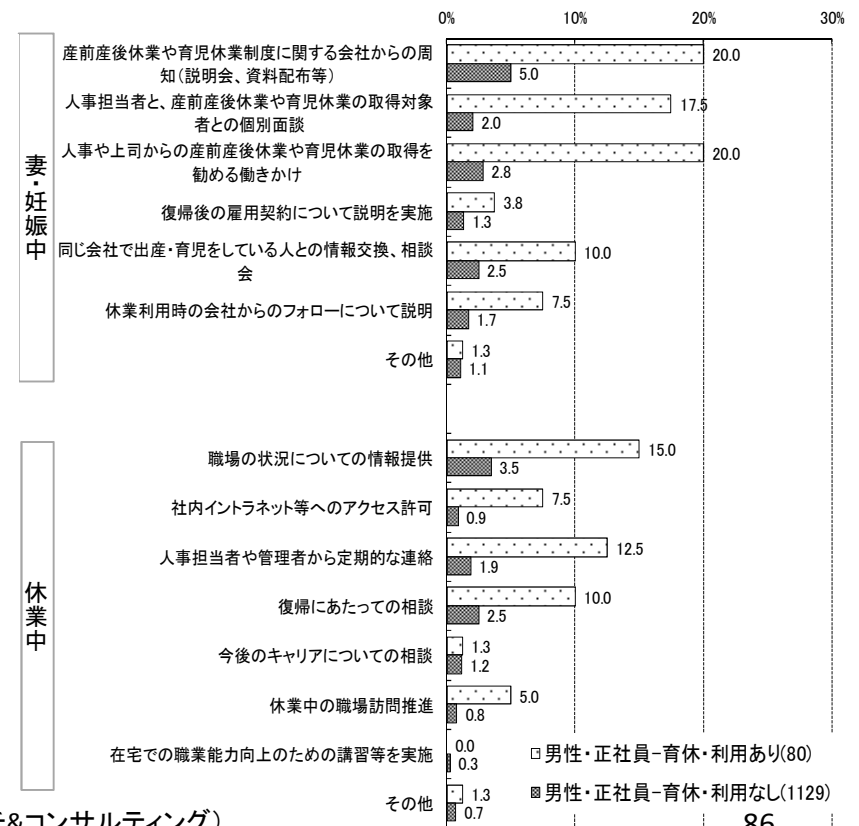 0%
10%
20%
30%
妻・妊娠中
産前産後休業や育児休業制度に関する会社からの周
知(説明会、資料配布等)
20.0
5.0
人事担当者と、産前産後休業や育児休業の取得対象
者との個別面談
17.5
2.0
人事や上司からの産前産後休業や育児休業の取得を
勧める働きかけ
20.0
2.8
復帰後の雇用契約について説明を実施
3.8
1.3
同じ会社で出産・育児をしている人との情報交換、相談
会
10.0
2.5
休業利用時の会社からのフォローについて説明
7.5
1.7
その他
1.3
1.1
休業中
職場の状況についての情報提供
15.0
3.5
社内イントラネット等へのアクセス許可
7.5
0.9
人事担当者や管理者から定期的な連絡
12.5
1.9
復帰にあたっての相談
10.0
2.5
今後のキャリアについての相談
1.3
1.2
休業中の職場訪問推進
5.0
0.8
在宅での職業能力向上のための講習等を実施
0.0
0.3
その他
1.3
0.7
男性・正社員−育休・利用あり(80)
男性・正社員−育休・利用なし(1129)
&コンサルティング)
86